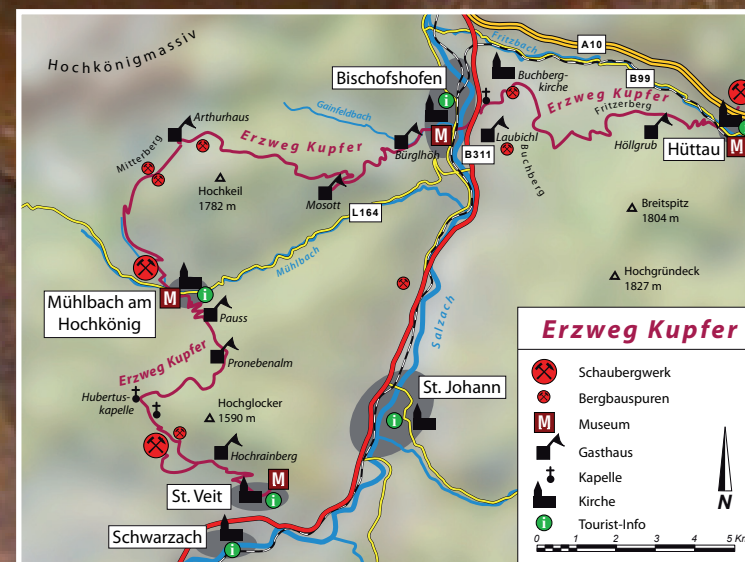 Hochkönigmassiv
Fritzbach
A10
B99
Bischofshofen
Buchberg-
kirche
Erzweg Kupfer
Fritzerberg
Gainfeldbach
Arthurhaus
Mitterberg
Erzweg Kupfer
Bürglhöh
M
Laubichl
Buchberg
Höllgrub
Hüttau
M
B311
Hochkeil
1782 m
Mosott
L164
Breitspitz
1804 m
Mühlbach
Hochgründeck
1827 m
Mühlbach am
Hochkönig
M
i
Pauss
Salzach
Erzweg Kupfer
Pronebenalm
Hubertus-
kapelle
Hochglocker
1590 m
St. Johann
i
Hochrainberg
M
St. Veit
i
Schwarzach
i
Erzweg Kupfer
Schaubergwerk
Bergbauspuren
M Museum
Gasthaus
Kapelle
Kirche
i Tourist-Info
N
0 1 2 3 4 5 Km